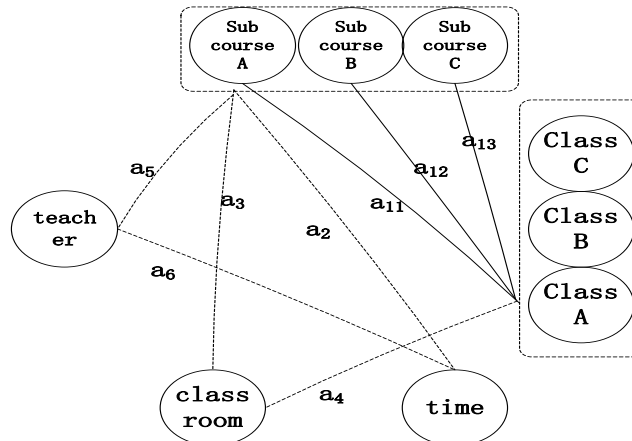 Sub
course
A
Sub
course
B
Sub
course
C
a13
a12
a5
a3
a11
a2
Class
C
teach
er
Class
B
a6
Class
A
class
room
a4
time